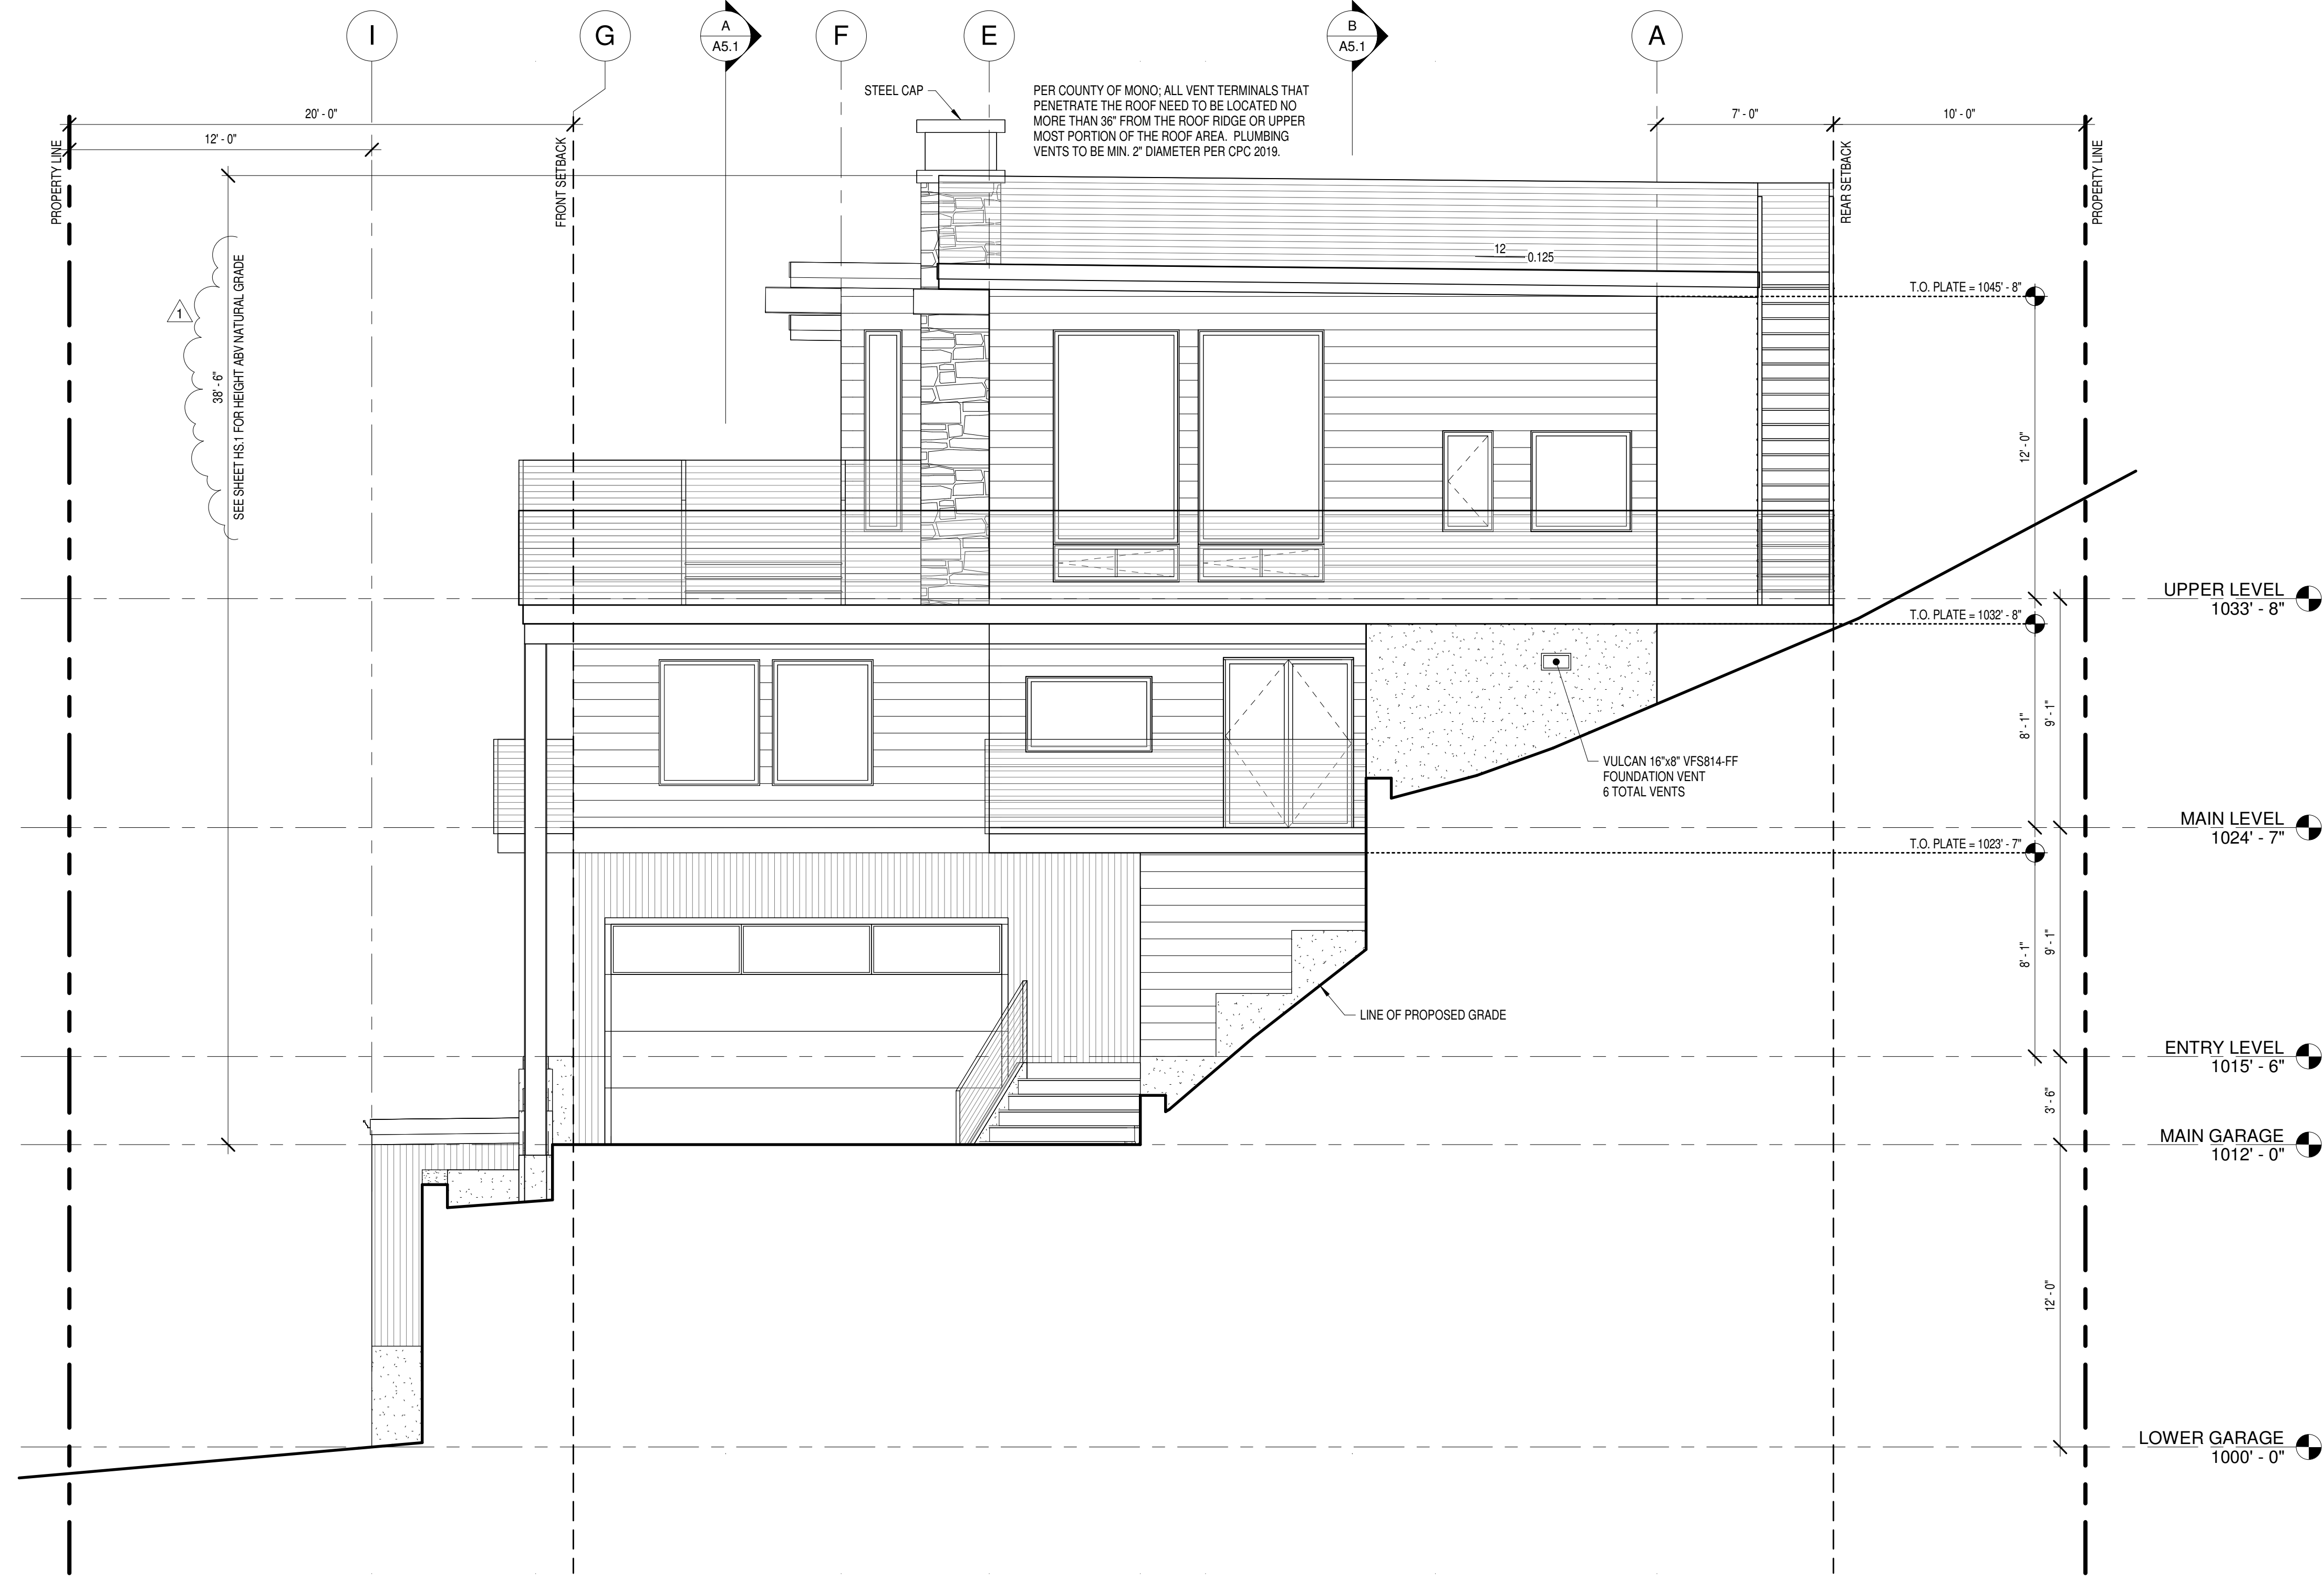 I
G
A
A5.1
F
E
B
A5.1
A
STEEL CAP
PER COUNTY OF MONO; ALL VENT TERMINALS THAT
PENETRATE THE ROOF NEED TO BE LOCATED NO
MORE THAN 36" FROM THE ROOF RIDGE OR UPPER
MOST PORTION OF THE ROOF AREA.  PLUMBING
VENTS TO BE MIN. 2" DIAMETER PER CPC 2019.
20' - 0"
12' - 0"
7' - 0"
10' - 0"
PROPERTY LINE
FRONT SETBACK
REAR SETBACK
PROPERTY LINE
12
0.125
1
38' - 6"
SEE SHEET HS.1 FOR HEIGHT ABV NATURAL GRADE
T.O. PLATE = 1045' - 8"
12' - 0"
UPPER LEVEL
1033' - 8"
T.O. PLATE = 1032' - 8"
8' - 1"
9' - 1"
VULCAN 16"x8" VFS814-FF
FOUNDATION VENT
6 TOTAL VENTS
MAIN LEVEL
1024' - 7"
T.O. PLATE = 1023' - 7"
8' - 1"
9' - 1"
LINE OF PROPOSED GRADE
ENTRY LEVEL
1015' - 6"
3' - 6"
MAIN GARAGE
1012' - 0"
12' - 0"
LOWER GARAGE
1000' - 0"